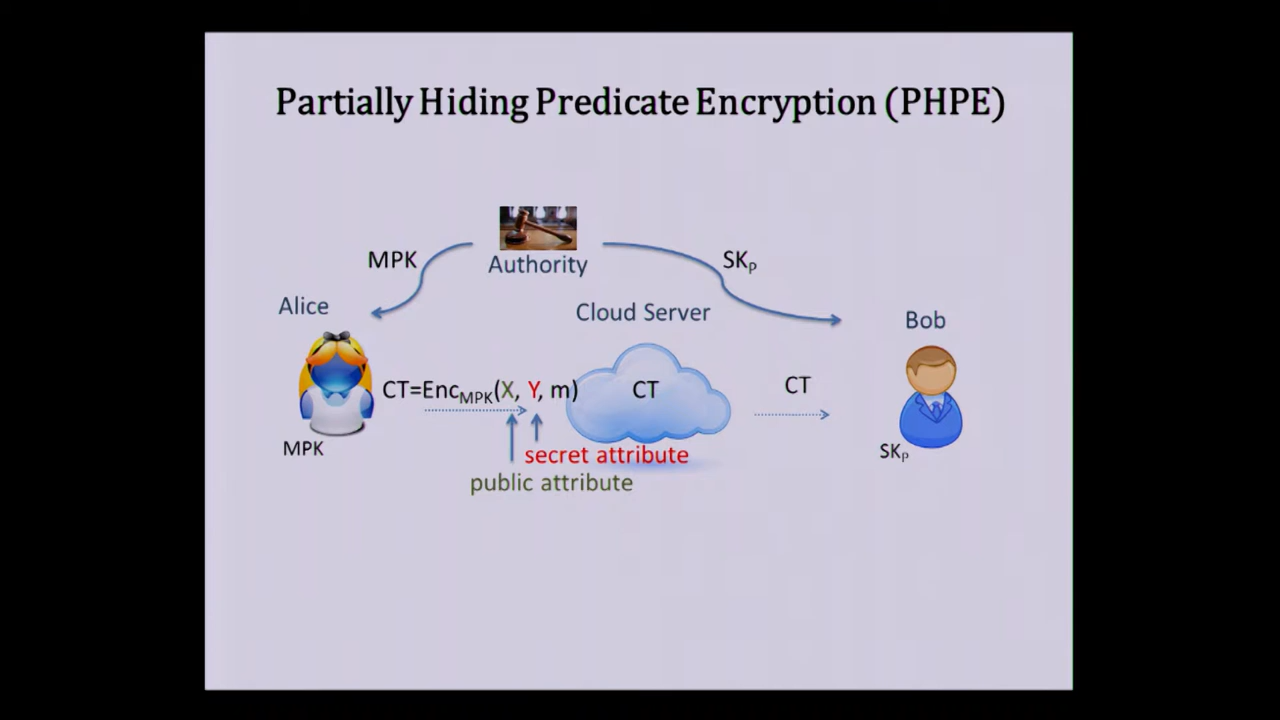 Partially Hiding Predicate Encryption (PHPE)
MPK
Authority
SKP
Alice
Cloud Server
Bob
CT=EncMPK(X, Y, m)
CT
CT
MPK
secret attribute
SKP
public attribute